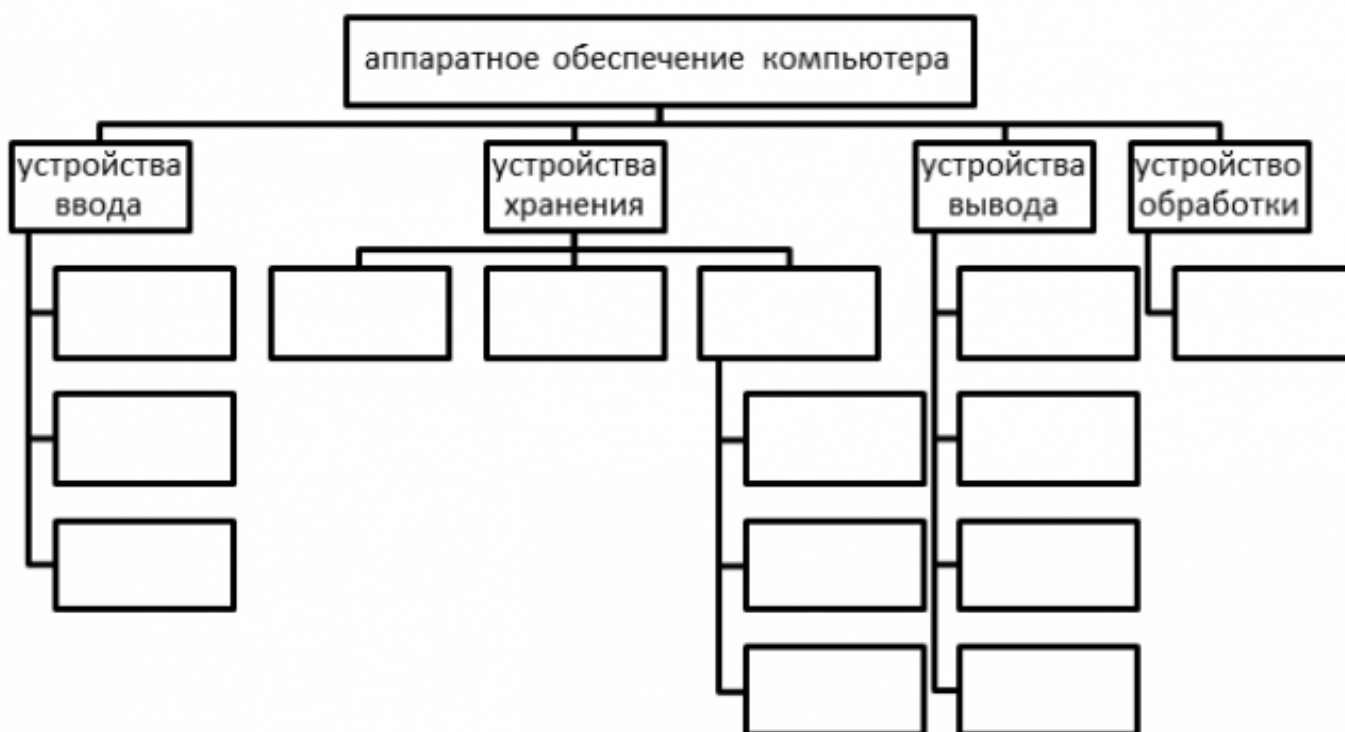 аппаратное обеспечение компьютера
устройства
ввода
устройства
хранения
устройства
вывода
устройство
обработки